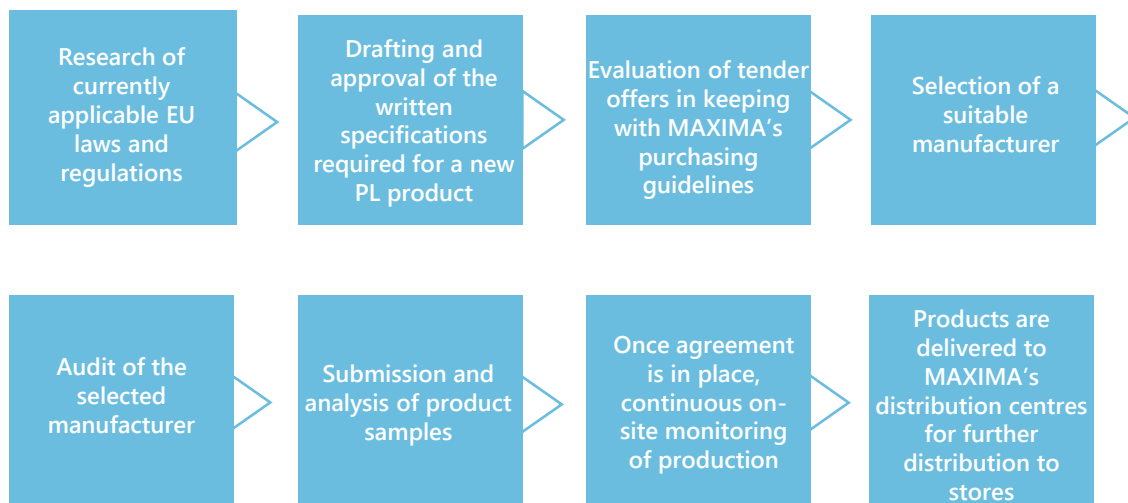 Research of
currently
applicable EU
laws and
regulations
Drafting and
approval of the
written
specifications
required for a new
PL product
Evaluation of tender
offers in keeping
with MAXIMA’s
purchasing
guidelines
Selection of a
suitable
manufacturer
Audit of the
selected
manufacturer
Submission and
analysis of product
samples
Once agreement
is in place,
continuous on-
site monitoring
of production
Products are
delivered to
MAXIMA’s
distribution centres
for further
distribution to
stores